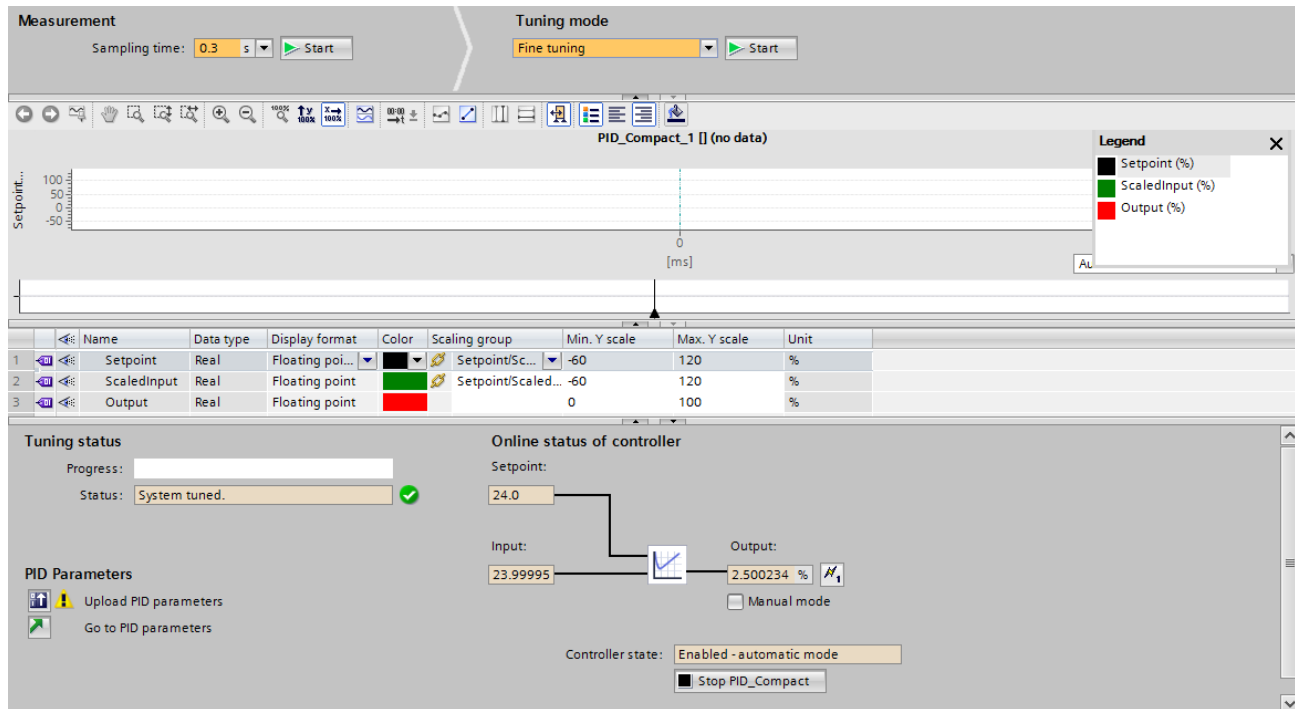 Measurement
Tuning mode
Sampling time: 0.3 s Start
Fine tuning Start
PID_Compact_1 [] (no data)
Legend
Setpoint (%)
ScaledInput (%)
Output (%)
Setpoint...
100
50
0
-50
0
[ms]
Au
Name Data type Display format Color Scaling group Min. Y scale Max. Y scale Unit
1 Setpoint Real Floating poi... Setpoint/Sc... -60 120 %
2 ScaledInput Real Floating point Setpoint/Scaled... -60 120 %
3 Output Real Floating point 0 100 %
Tuning status
Progress:
Status: System tuned.
PID Parameters
Upload PID parameters
Go to PID parameters
Online status of controller
Setpoint:
24.0
Input:
23.99995
Output:
2.500234 %
Manual mode
Controller state: Enabled - automatic mode
Stop PID_Compact